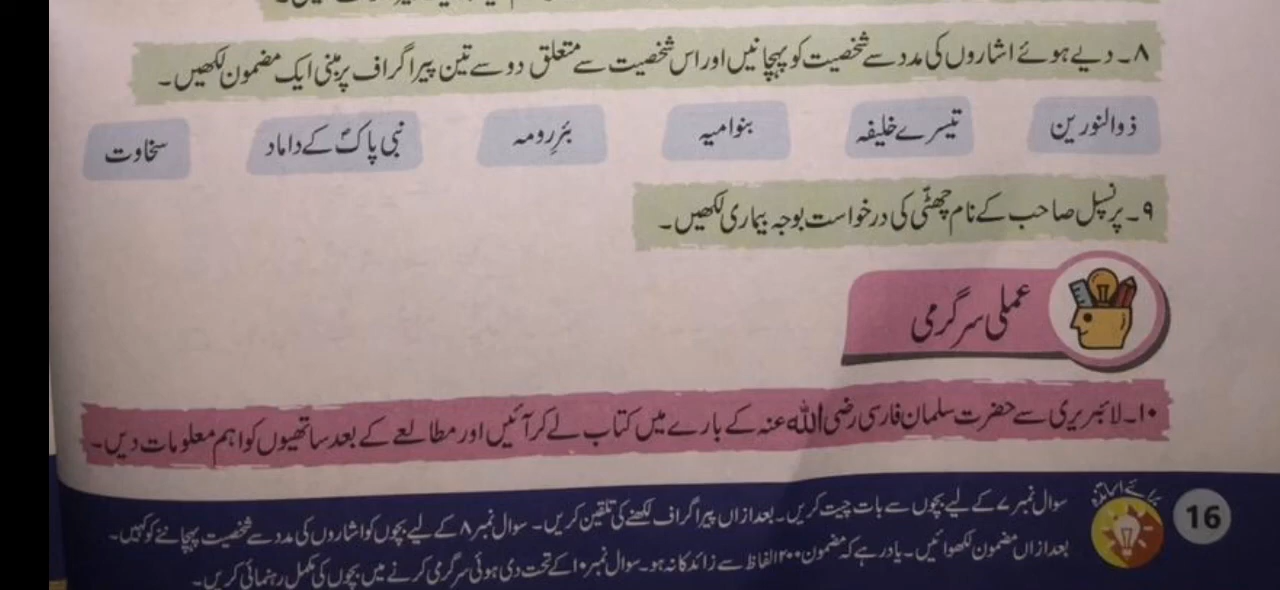 ۸۔ دیے ہوئے اشاروں کی مدد سے شخصیت کو پہچانیں اور اس شخصیت سے متعلق دو سے تین پیراگراف پر مبنی ایک مضمون لکھیں۔
ذوالنورین تیسرے خلیفہ بنوامیہ بئرِ رومہ نبی پاکؐ کے داماد سخاوت
۹۔ پرنسپل صاحب کے نام چھٹّی کی درخواست بوجہ بیماری لکھیں۔
عملی سرگرمی
۱۰۔ لائبریری سے حضرت سلمان فارسی رضی اللہ عنہ کے بارے میں کتاب لے کر آئیں اور مطالعے کے بعد ساتھیوں کو اہم معلومات دیں۔
برائے اساتذہ
سوال نمبر ۷ کے لیے بچوں سے بات چیت کریں۔ بعدازاں پیراگراف لکھنے کی تلقین کریں۔ سوال نمبر ۸ کے لیے بچوں کو اشاروں کی مدد سے شخصیت پہچاننے کو کہیں۔
بعدازاں مضمون لکھوائیں۔ یاد رہے کہ مضمون ۲۰۰ الفاظ سے زائد کا نہ ہو۔ سوال نمبر ۱۰ کے تحت دی ہوئی سرگرمی کرنے میں بچوں کی مکمل رہنمائی کریں۔
16